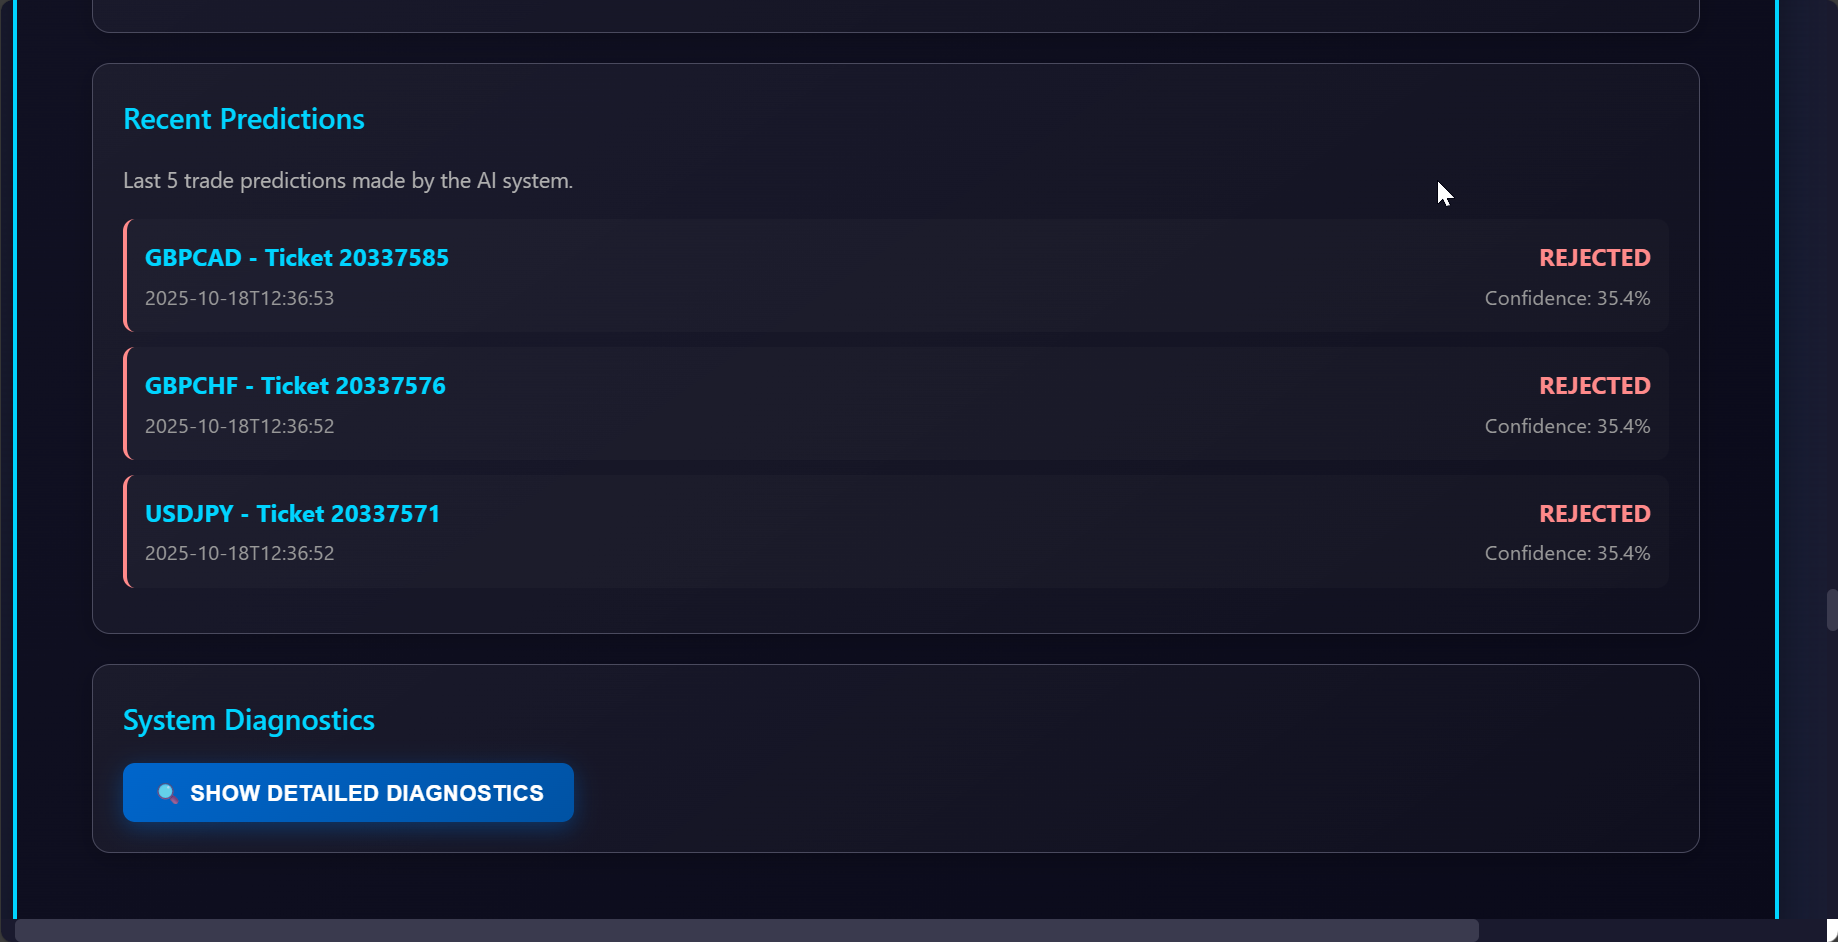 Recent Predictions
Last 5 trade predictions made by the AI system.
GBPCAD - Ticket 20337585
REJECTED
2025-10-18T12:36:53
Confidence: 35.4%
GBPCHF - Ticket 20337576
REJECTED
2025-10-18T12:36:52
Confidence: 35.4%
USDJPY - Ticket 20337571
REJECTED
2025-10-18T12:36:52
Confidence: 35.4%
System Diagnostics
🔍 SHOW DETAILED DIAGNOSTICS